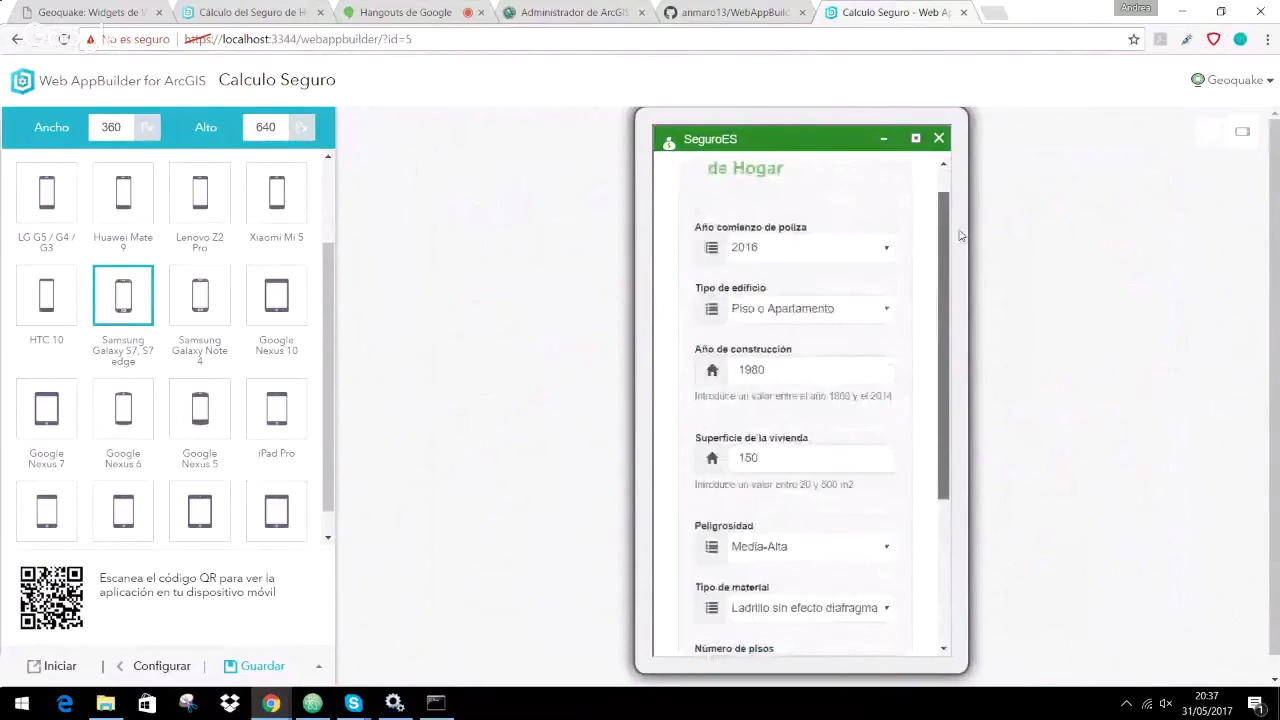 Geoquake: Widgets de V
Cálculo del Seguro de H
Hangouts de Google
Administrador de ArcGIS
arimaro13/WebAppBuild
Calculo Seguro - Web Ap
Andrea
No es seguro
https://localhost:3344/webappbuilder/?id=5
Web AppBuilder for ArcGIS
Calculo Seguro
Geoquake
Ancho 360 Px Alto 640 Px
LG G5 / G4 / G3
Huawei Mate 9
Lenovo Z2 Pro
Xiaomi Mi 5
HTC 10
Samsung Galaxy S7, S7 edge
Samsung Galaxy Note 4
Google Nexus 10
Google Nexus 7
Google Nexus 6
Google Nexus 5
iPad Pro
Escanea el código QR para ver la
aplicación en tu dispositivo móvil
Iniciar | Configurar Guardar
SeguroES
de Hogar
Año comienzo de poliza
2016
Tipo de edificio
Piso o Apartamento
Año de construcción
1980
Introduce un valor entre el año 1800 y el 2014
Superficie de la vivienda
150
Introduce un valor entre 20 y 500 m2
Peligrosidad
Media-Alta
Tipo de material
Ladrillo sin efecto diafragma
Número de pisos
20:37
31/05/2017
1